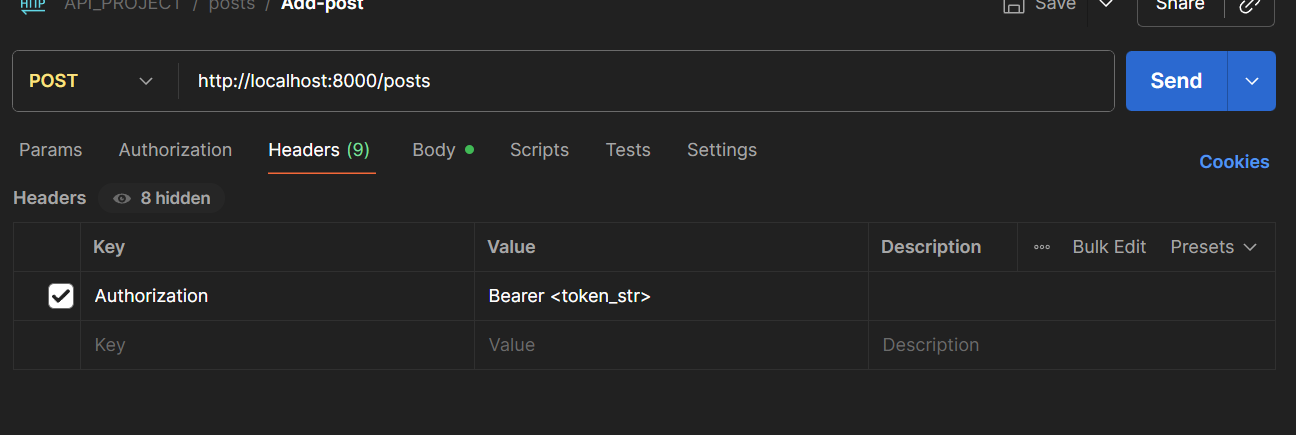 HTTP API_PROJECT / posts / Add-post Save Share
POST http://localhost:8000/posts Send
Params Authorization Headers (9) Body Scripts Tests Settings Cookies
Headers 8 hidden
Key Value Description Bulk Edit Presets
Authorization Bearer <token_str>
Key Value Description